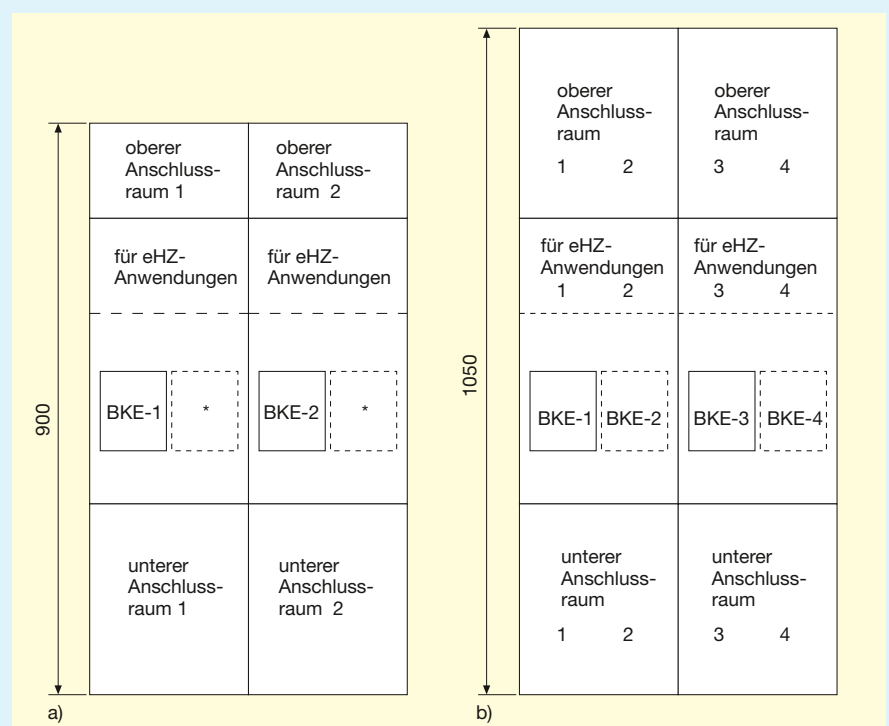 900
oberer
Anschluss-
raum 1
oberer
Anschluss-
raum 2
für eHZ-
Anwendungen
für eHZ-
Anwendungen
BKE-1
*
BKE-2
*
unterer
Anschluss-
raum 1
unterer
Anschluss-
raum 2
a)
1050
oberer
Anschluss-
raum
1 2
oberer
Anschluss-
raum
3 4
für eHZ-
Anwendungen
1 2
für eHZ-
Anwendungen
3 4
BKE-1
BKE-2
BKE-3
BKE-4
unterer
Anschluss-
raum
1 2
unterer
Anschluss-
raum
3 4
b)